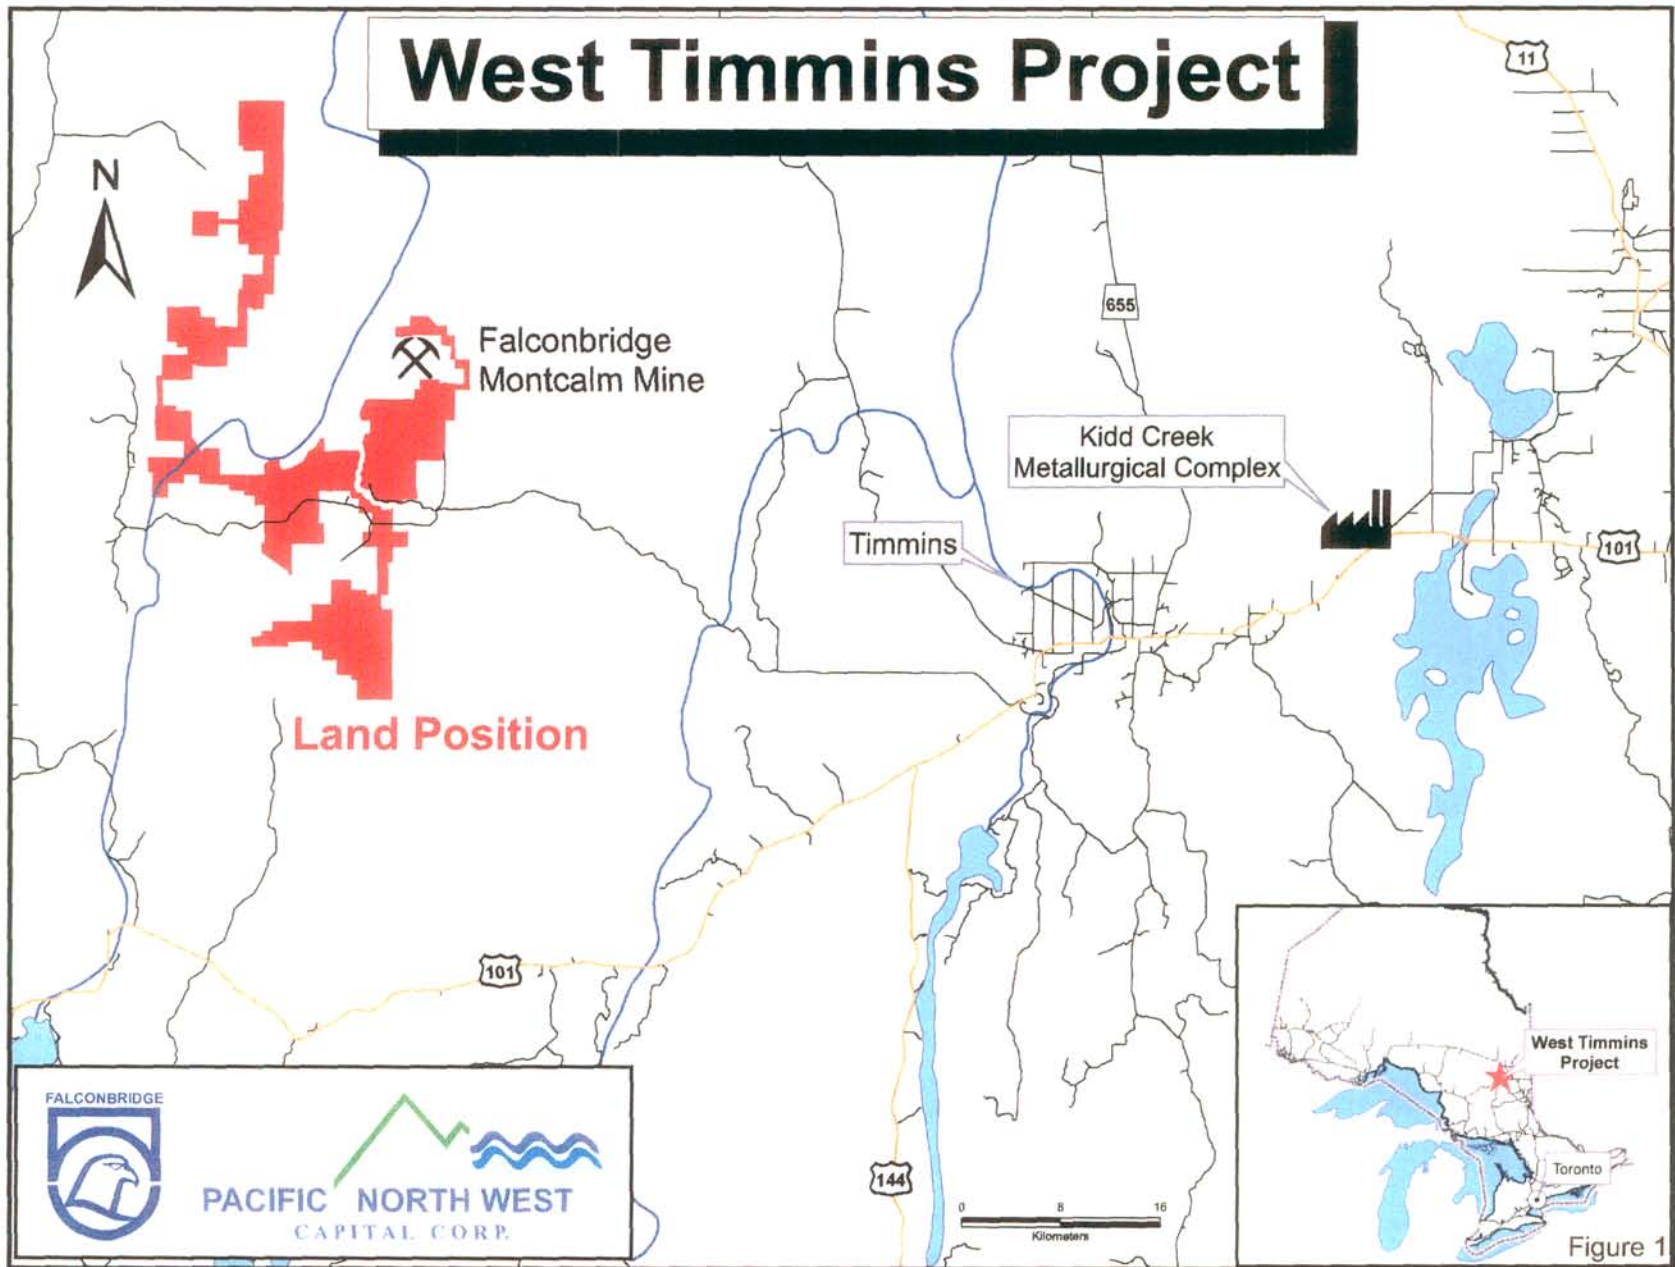 West Timmins Project
11
N
655
Falconbridge
Montcalm Mine
Kidd Creek
Metallurgical Complex
Timmins
101
Land Position
101
144
0 8 16
Kilometers
FALCONBRIDGE
PACIFIC NORTH WEST
CAPITAL CORP.
West Timmins
Project
Toronto
Figure 1